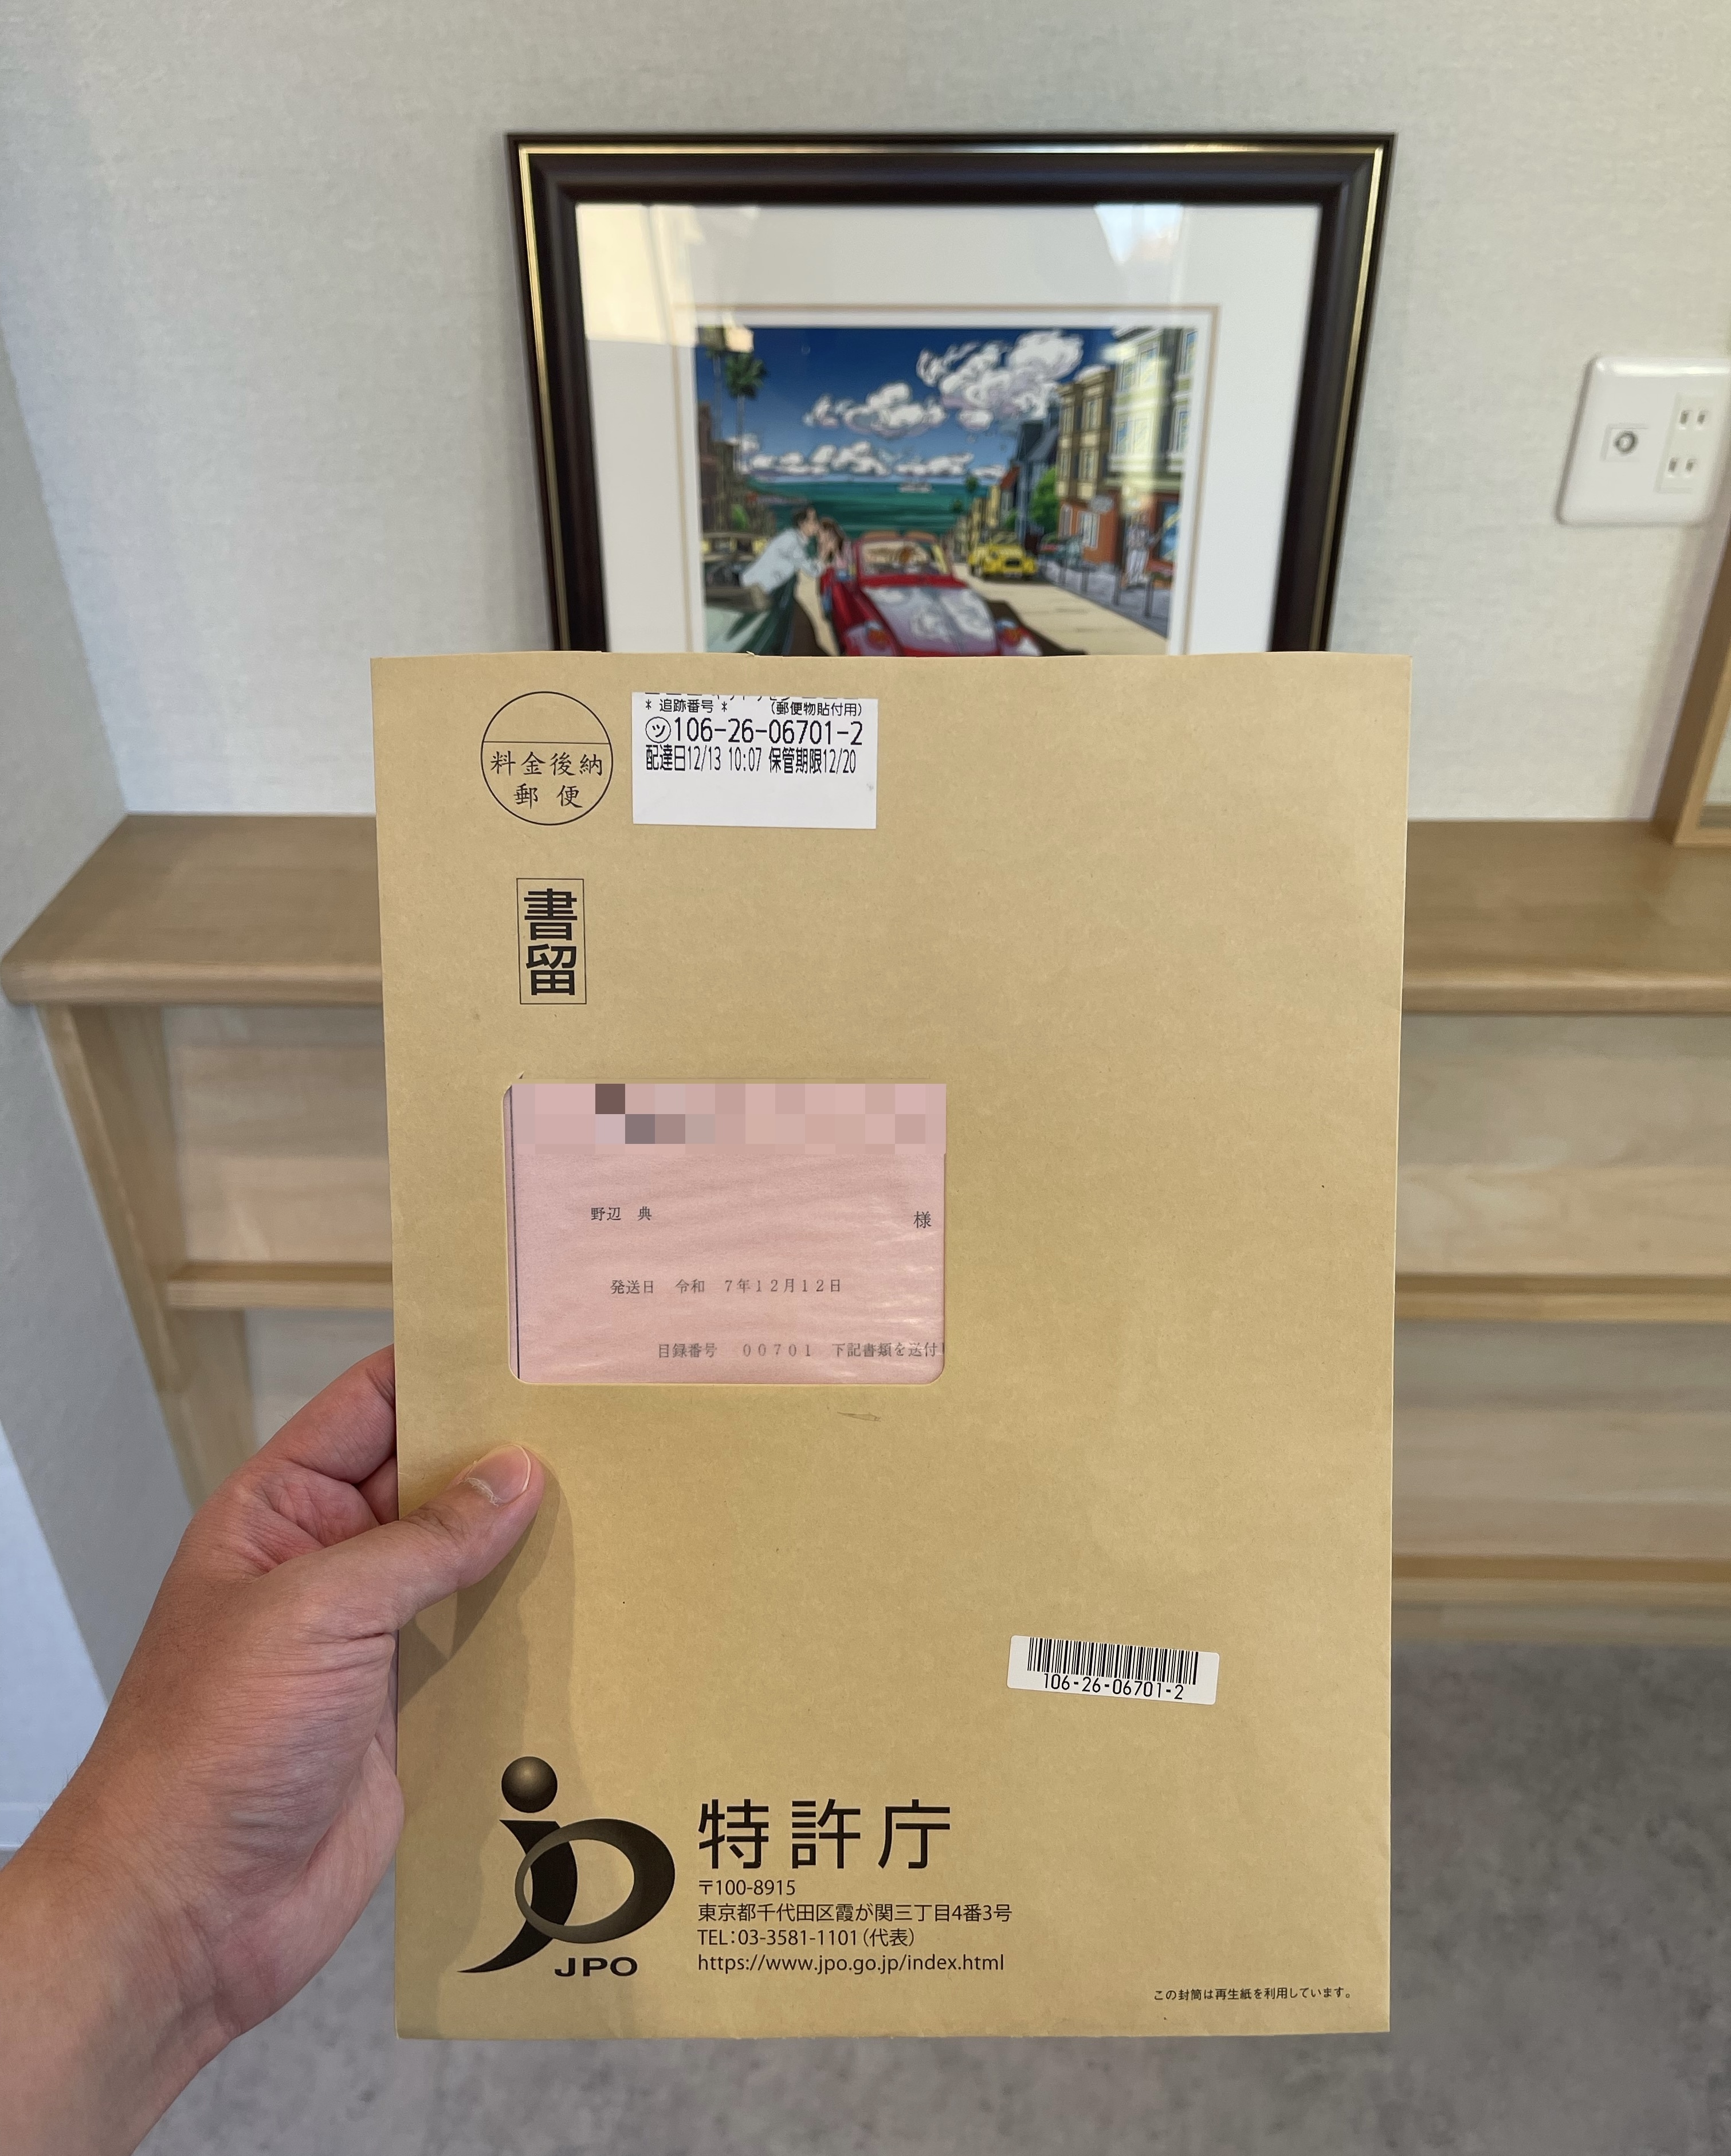 料金後納
郵便
* 追跡番号 * (郵便物貼付用)
ツ106-26-06701-2
配達日12/13 10:07 保管期限12/20
書留
野辺 典 様
発送日 令和 7年12月12日
目録番号 00701 下記書類を送付
106-26-06701-2
特許庁
〒100-8915
東京都千代田区霞が関三丁目4番3号
TEL:03-3581-1101(代表)
https://www.jpo.go.jp/index.html
JPO
この封筒は再生紙を利用しています。